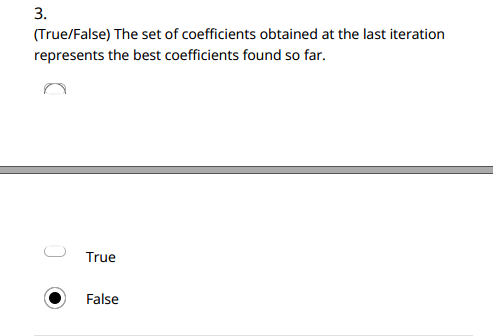 3.
(True/False) The set of coefficients obtained at the last iteration
represents the best coefficients found so far.
True
False